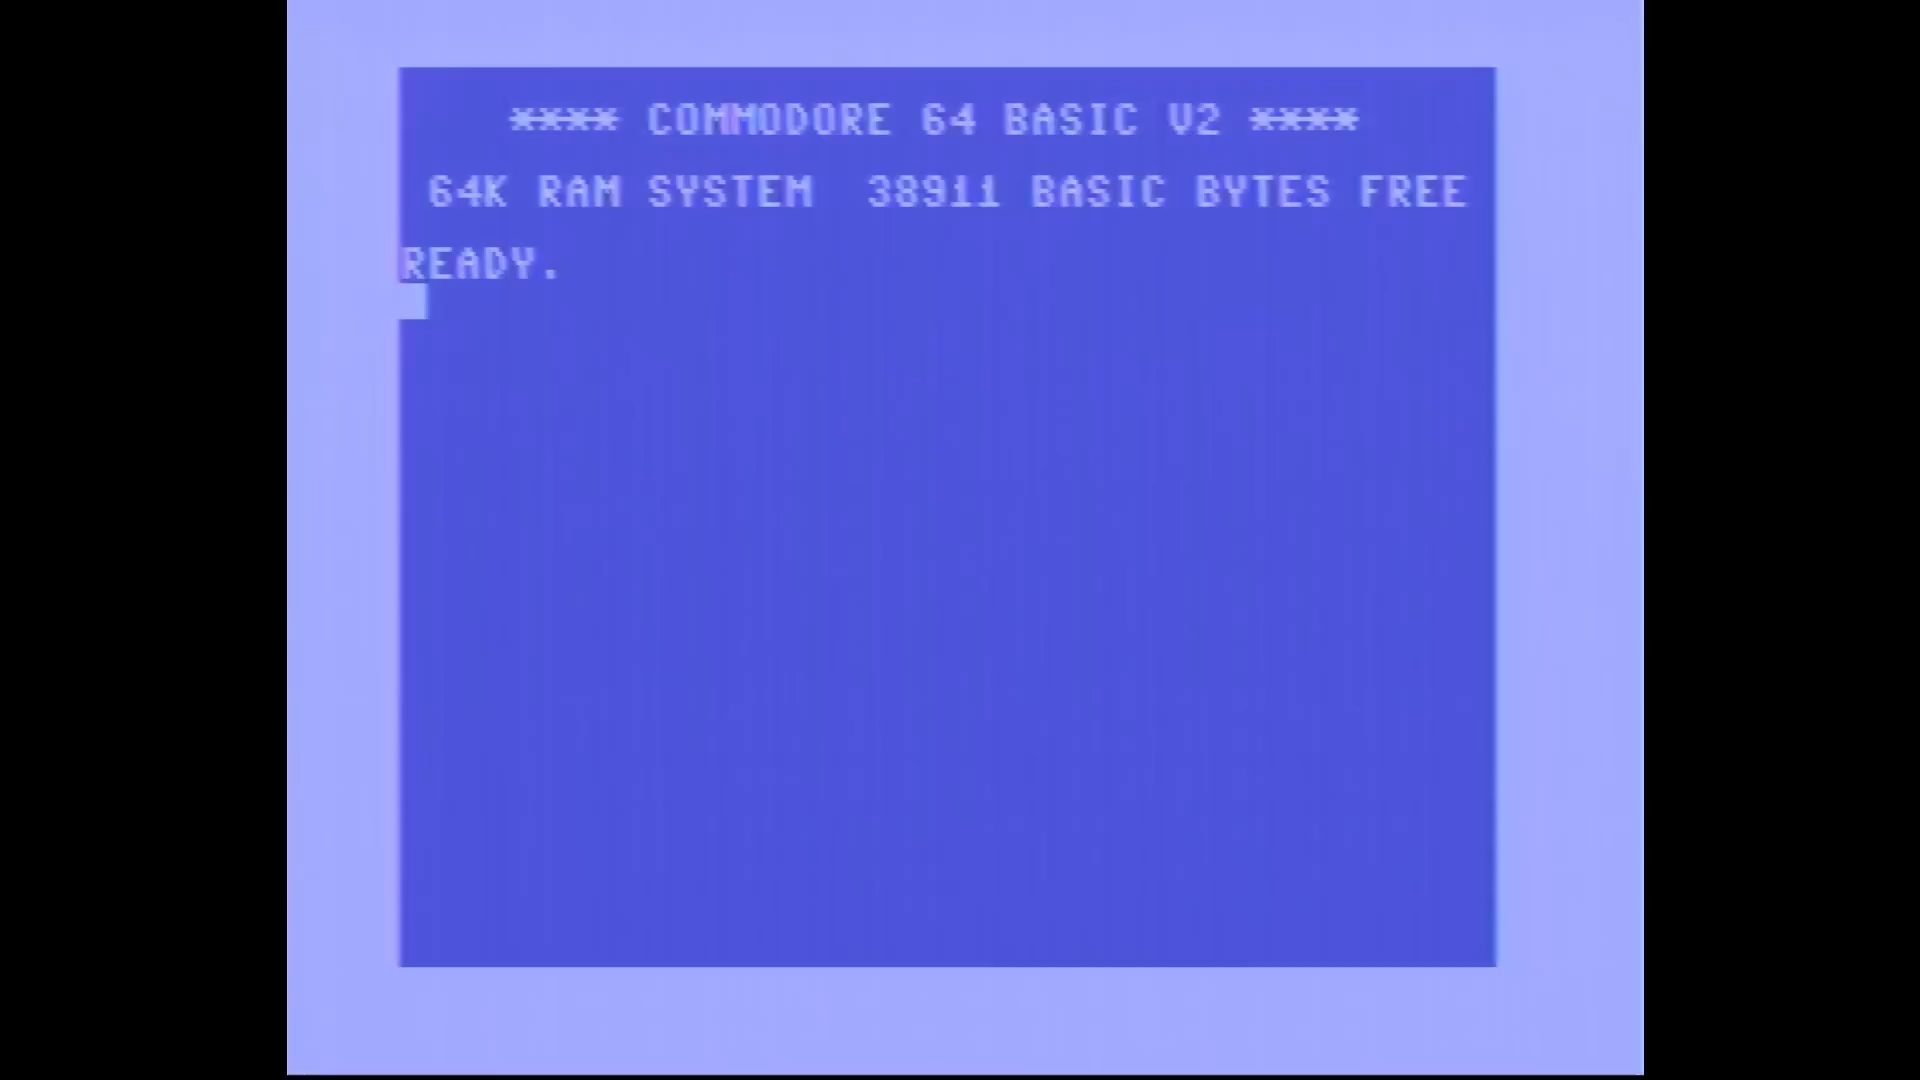 **** COMMODORE 64 BASIC V2 ****
64K RAM SYSTEM  38911 BASIC BYTES FREE
READY.